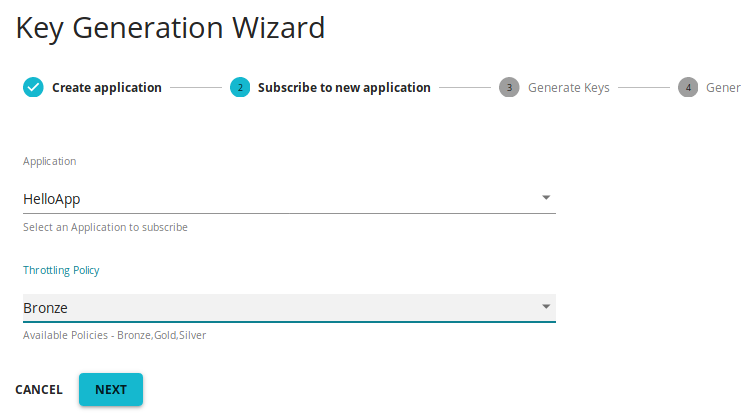 Key Generation Wizard
Create application 2 Subscribe to new application 3 Generate Keys 4 Gener
Application
HelloApp
Select an Application to subscribe
Throttling Policy
Bronze
Available Policies - Bronze,Gold,Silver
CANCEL NEXT